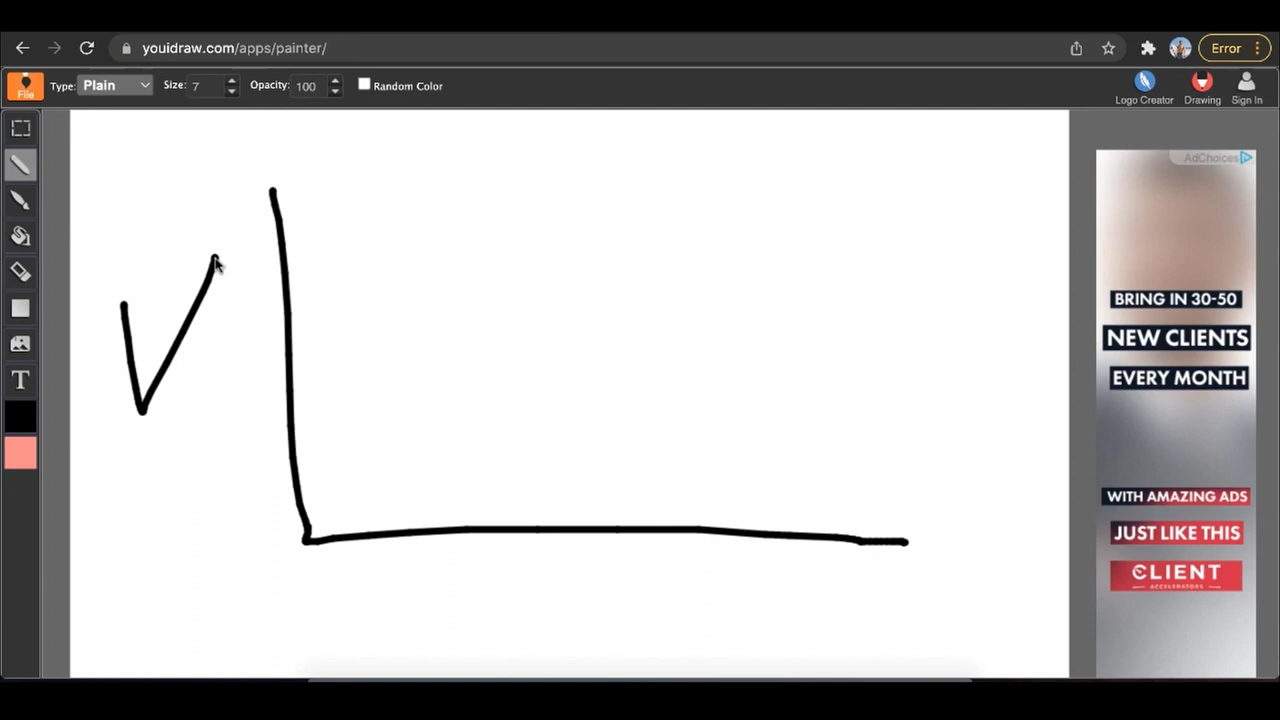 youidraw.com/apps/painter/
Error
File
Type: Plain Size: 7 Opacity: 100 Random Color
Logo Creator Drawing Sign In
AdChoices
V
BRING IN 30-50
NEW CLIENTS
EVERY MONTH
T
WITH AMAZING ADS
JUST LIKE THIS
CLIENT
ACCELERATORS